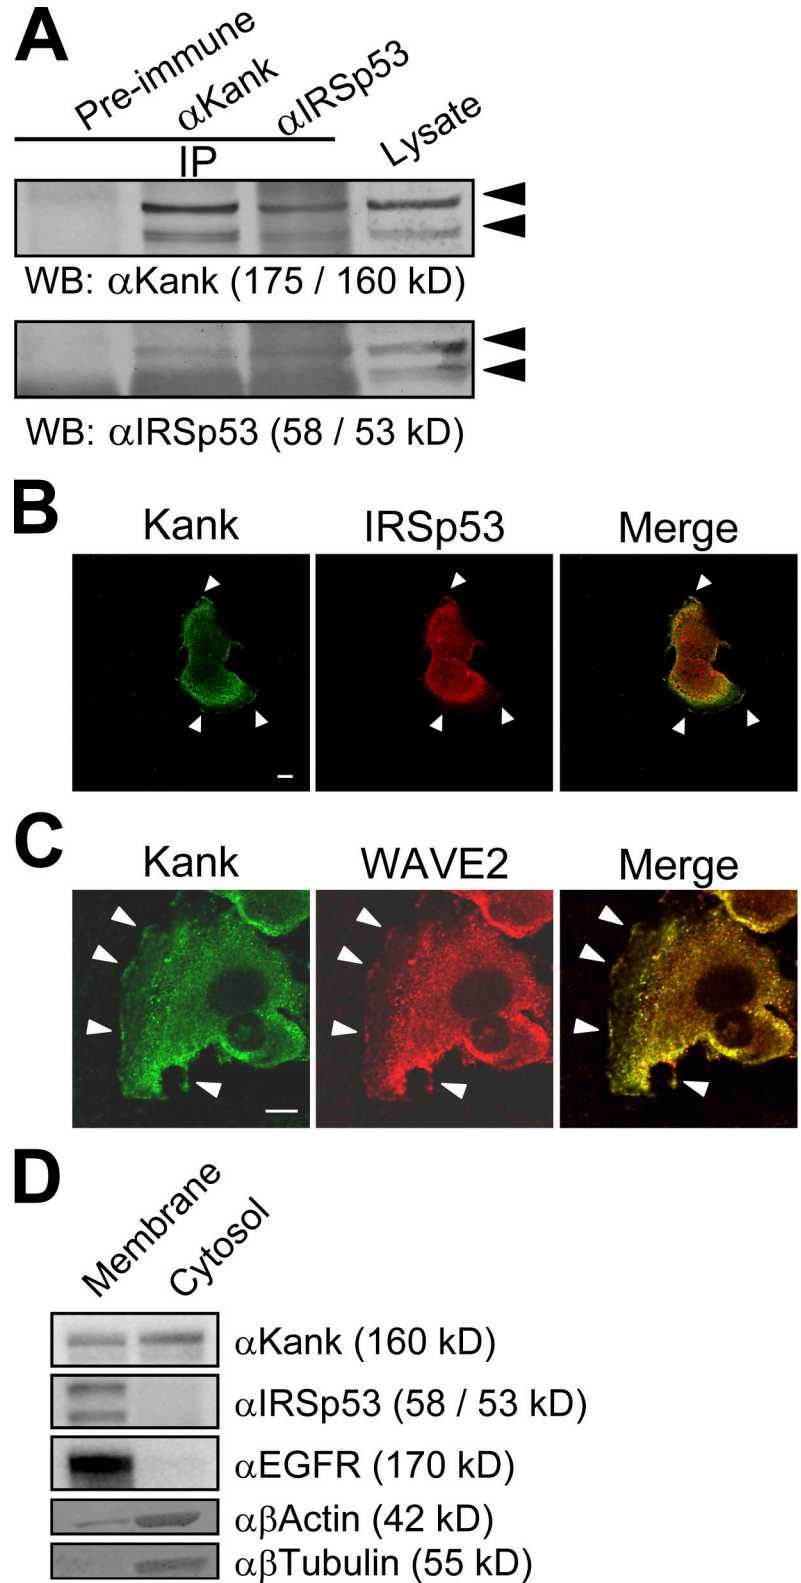 A
Pre-immune
αKank
αIRSp53
Lysate
IP
WB: αKank (175 / 160 kD)
WB: αIRSp53 (58 / 53 kD)
B
Kank IRSp53 Merge
C
Kank WAVE2 Merge
D
Membrane
Cytosol
αKank (160 kD)
αIRSp53 (58 / 53 kD)
αEGFR (170 kD)
αβActin (42 kD)
αβTubulin (55 kD)